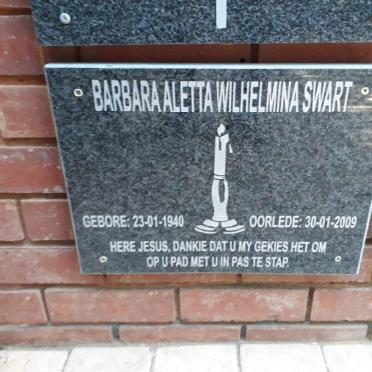 BARBARA ALETTA WILHELMINA SWART
GEBORE: 23-01-1940 OORLEDE: 30-01-2009
HERE JESUS, DANKIE DAT U MY GEKIES HET OM
OP U PAD MET U IN PAS TE STAP.